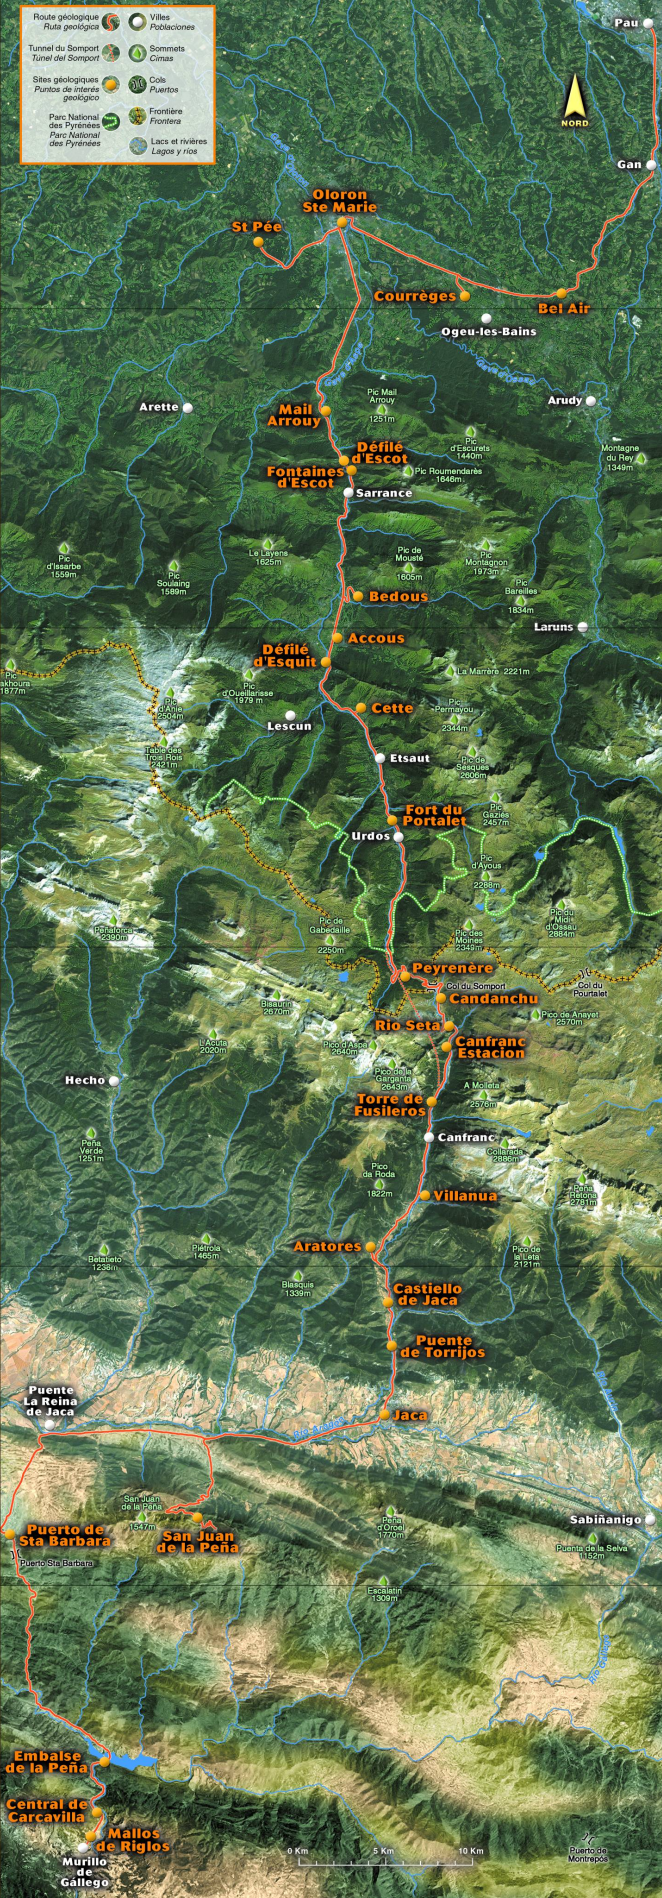 Route géologique
Ruta geológica
Villes
Poblaciones
Tunnel du Somport
Túnel del Somport
Sommets
Cimas
Sites géologiques
Puntos de interés
geológico
Cols
Puertos
Parc National
des Pyrénées
Parc National
des Pyrénées
Frontière
Frontera
Lacs et rivières
Lagos y ríos
Pau
NORD
Gan
Oloron
Ste Marie
St Pée
Courrèges
Bel Air
Ogeu-les-Bains
Arette
Pic Mail
Arrouy
1251m
Arudy
Mail
Arrouy
Pic
d'Escurets
1440m
Montagne
du Rey
1349m
Défilé
d'Escot
Fontaines
d'Escot
Pic Roumendarès
1646m
Sarrance
Pic
d'Issarbe
1559m
Le Layens
1625m
Pic
Soulaing
1589m
Pic de
Mousté
1605m
Pic
Montagnon
1973m
Pic
Bareilles
1834m
Bedous
Laruns
Accous
Défilé
d'Esquit
Pic
akhoura
1877m
La Marrère 2221m
Pic
d'Oueillarisse
1979 m
Pic
d'Anie
2504m
Cette
Lescun
Pic
Permayou
2344m
Table des
Trois Rois
2421m
Etsaut
Pic de
Sesques
2606m
Fort du
Portalet
Pic
Gaziès
2457m
Urdos
Pic
d'Ayous
2288m
Peñaforca
2390m
Pic de
Gabedaille
2250m
Pic des
Moines
2349m
Pic du
Midi
d'Ossau
2884m
Peyrenère
Col du Somport
Col du
Pourtalet
Candanchu
Bisaurin
2670m
Rio Seta
Pico de Anayet
2570m
L'Acuta
2020m
Pico d'Aspa
2640m
Canfranc
Estacion
Pico de la
Garganta
2643m
Hecho
A Molleta
2576m
Torre de
Fusileros
Canfranc
Peña
Verde
1251m
Collarada
2886m
Pico
da Roda
1822m
Villanua
Peña
Retona
2781m
Aratores
Piétrola
1465m
Betatieto
1238m
Pico de
la Leta
2121m
Blasquis
1339m
Castiello
de Jaca
Puente
de Torrijos
Puente
La Reina
de Jaca
Jaca
Rio Aragon
San Juan
de la Peña
1547m
Peña
d'Oroel
1770m
Sabiñanigo
Puerto de
Sta Barbara
San Juan
de la Peña
Puerto Sta Barbara
Puenta de la Selva
1152m
Escalatin
1309m
Embalse
de la Peña
Central de
Carcavilla
Mallos
de Riglos
Murillo
de
Gállego
0 Km
5 Km
10 Km
Puerto de
Montrepós